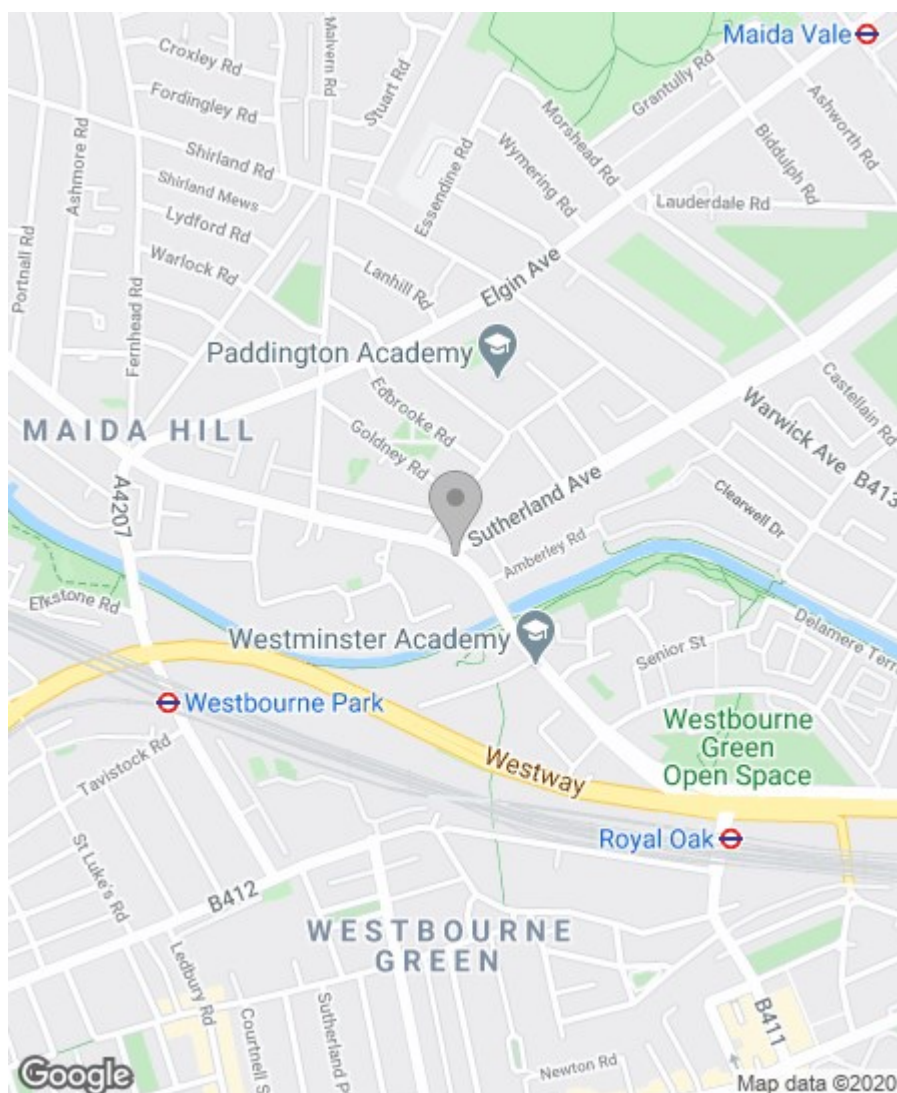 Maida Vale
Croxley Rd
Malvern Rd
Fordingley Rd
Stuart Rd
Grantully Rd
Ashworth Rd
Morshead Rd
Ashmore Rd
Shirland Rd
Essendine Rd
Wymering Rd
Biddulph Rd
Shirland Mews
Lydford Rd
Lauderdale Rd
Portnall Rd
Warlock Rd
Lanhill Rd
Fernhead Rd
Elgin Ave
Paddington Academy
Castellain Rd
Edbrooke Rd
Warwick Ave
MAIDA HILL
Goldney Rd
B413
A4207
Sutherland Ave
Clearwell Dr
Amberley Rd
Elkstone Rd
Westminster Academy
Senior St
Delamere Terr
Westbourne Park
Westbourne
Green
Open Space
Tavistock Rd
Westway
Royal Oak
St Luke's Rd
B412
WESTBOURNE
GREEN
Ledbury Rd
Courtnell S
Sutherland P
B411
Newton Rd
Google
Map data ©2020